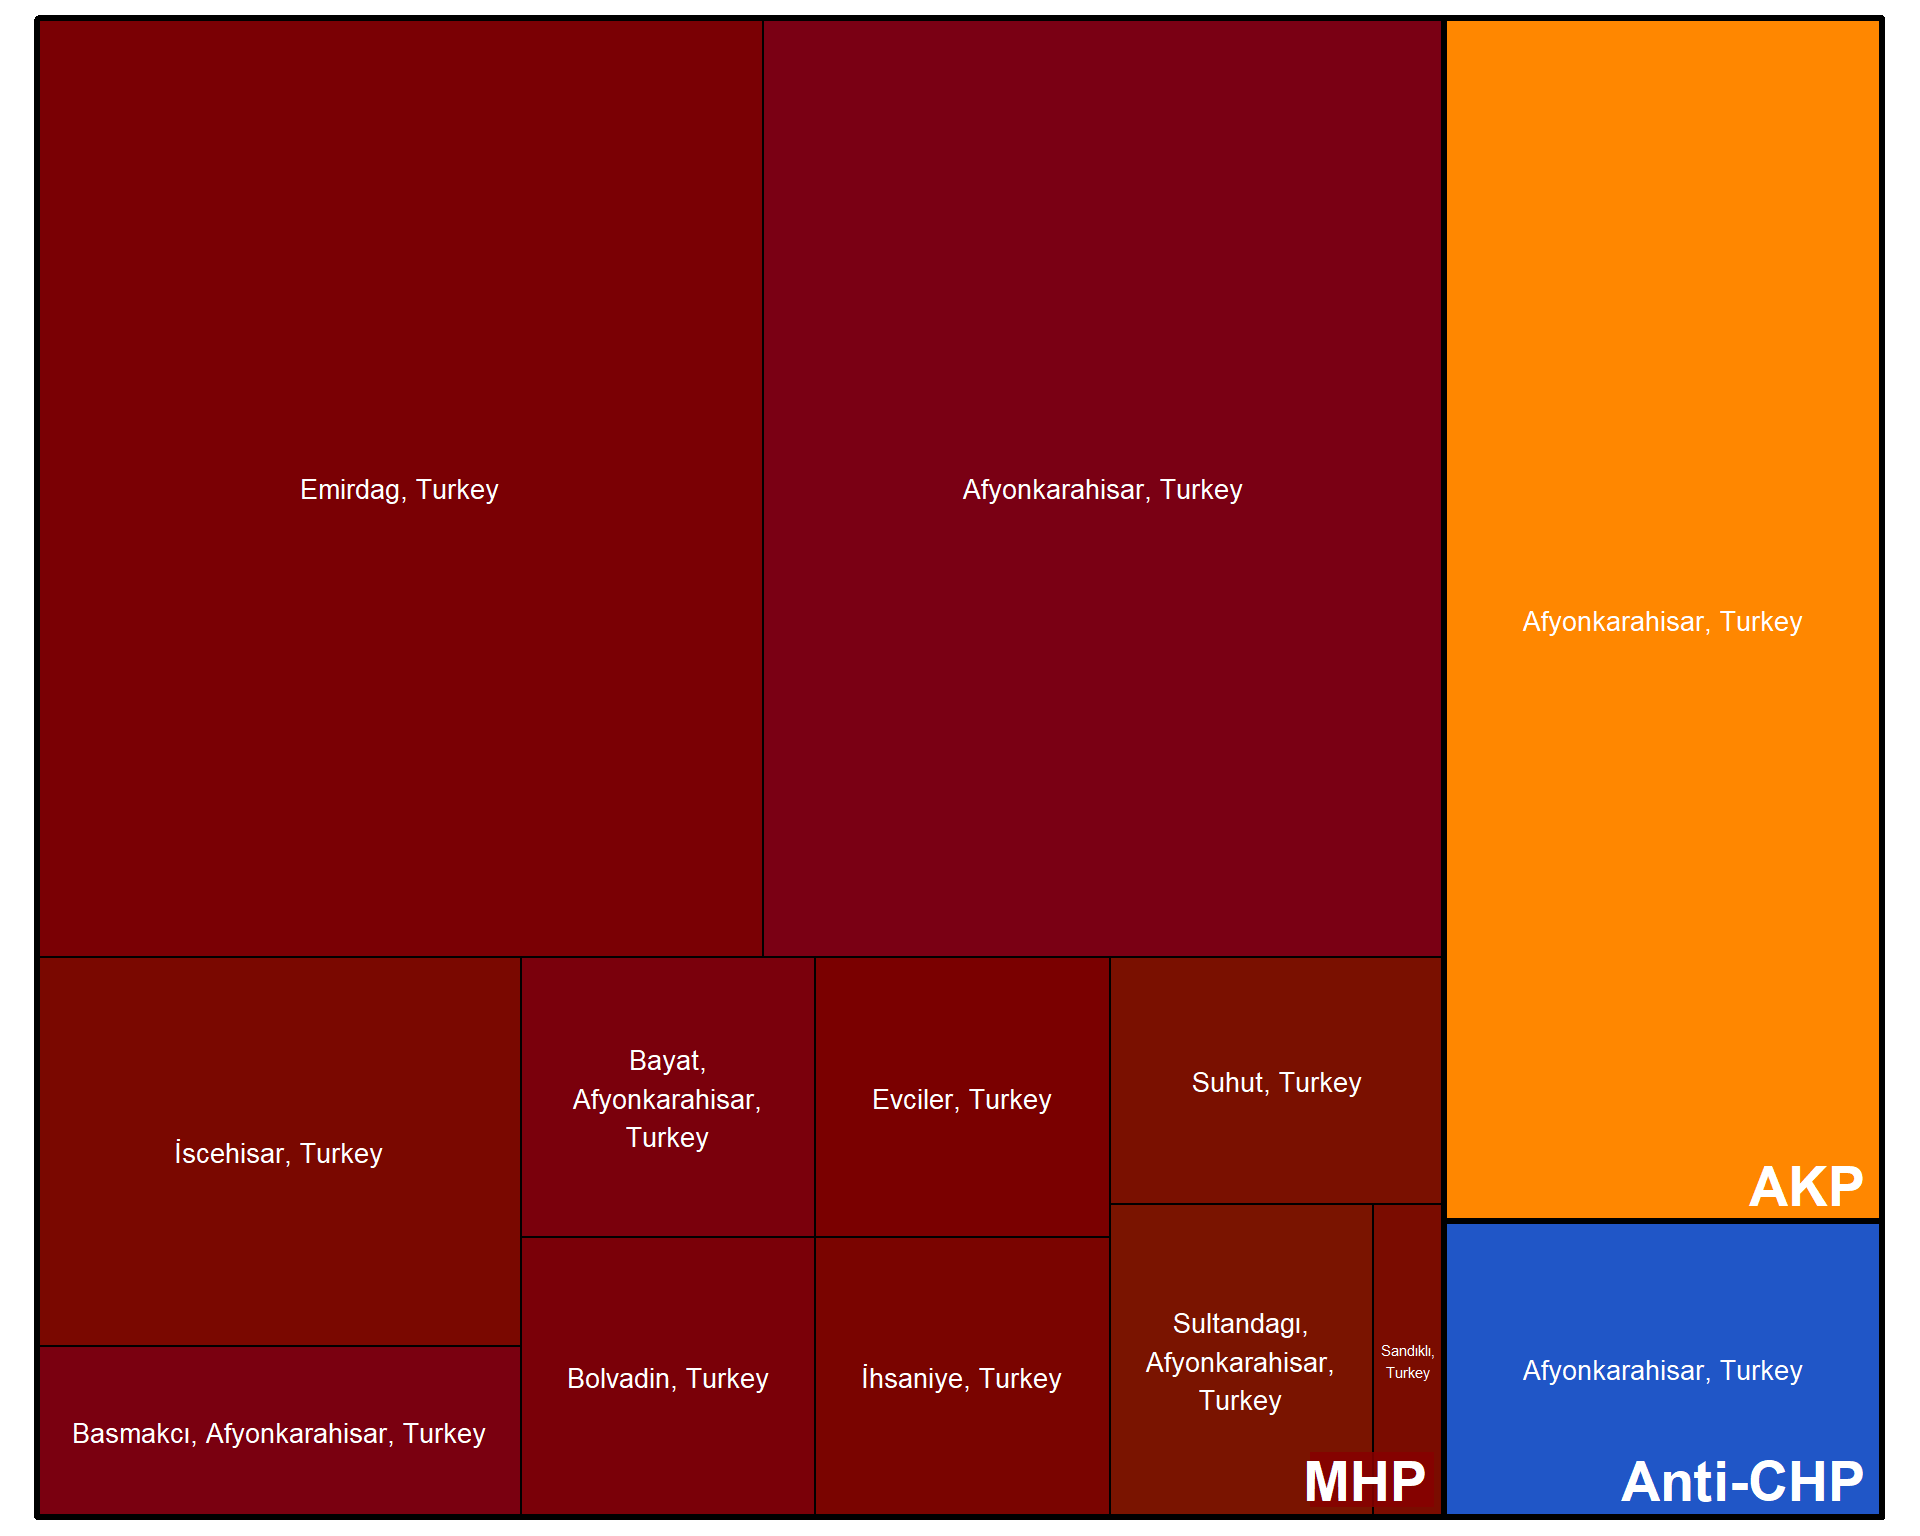 Emirdag, Turkey
Afyonkarahisar, Turkey
Afyonkarahisar, Turkey
AKP
İscehisar, Turkey
Basmakcı, Afyonkarahisar, Turkey
Bayat,
Afyonkarahisar,
Turkey
Bolvadin, Turkey
Evciler, Turkey
İhsaniye, Turkey
Suhut, Turkey
Sultandagı,
Afyonkarahisar,
Turkey
Sandıklı,
Turkey
MHP
Afyonkarahisar, Turkey
Anti-CHP